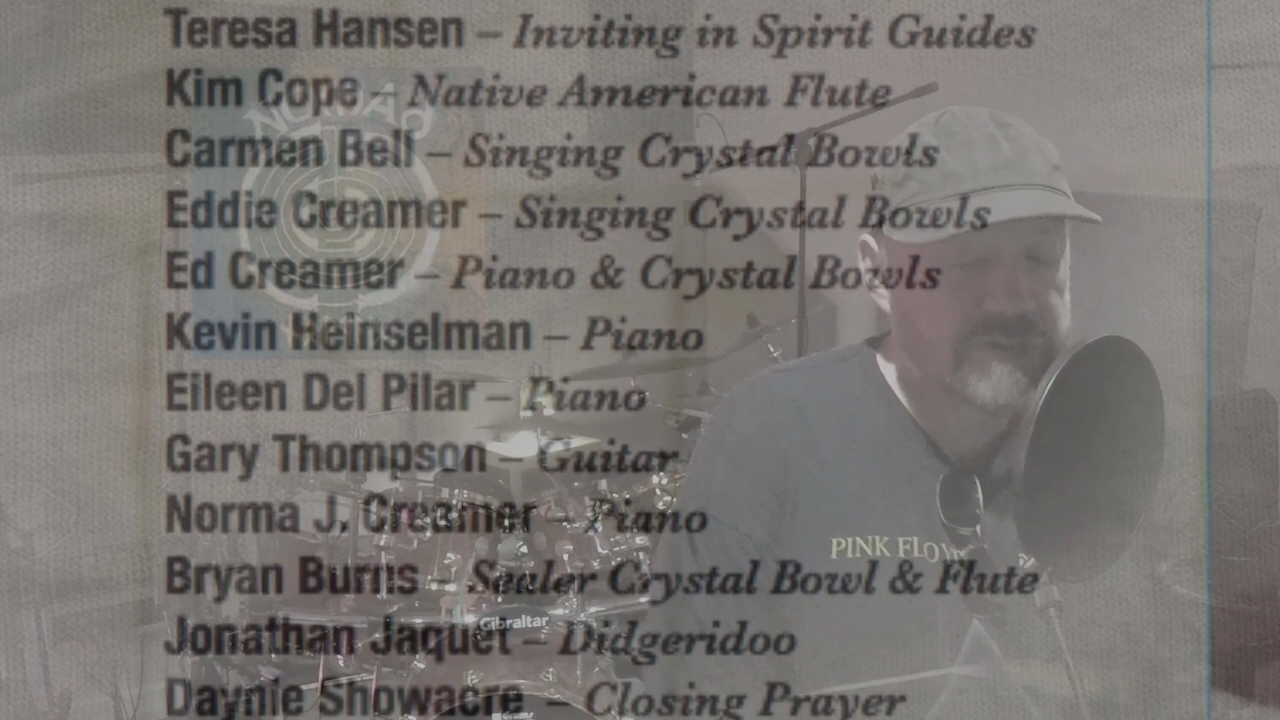 Teresa Hansen – Inviting in Spirit Guides
Kim Cope – Native American Flute
Carmen Bell – Singing Crystal Bowls
Eddie Creamer – Singing Crystal Bowls
Ed Creamer – Piano & Crystal Bowls
Kevin Heinselman – Piano
Eileen Del Pilar – Piano
Gary Thompson – Guitar
Norma J. Creamer – Piano
Bryan Burns – Sealer Crystal Bowl & Flute
Jonathan Jaquet – Didgeridoo
Daynie Showacre – Closing Prayer
PINK FLOY
Gibraltar
drums